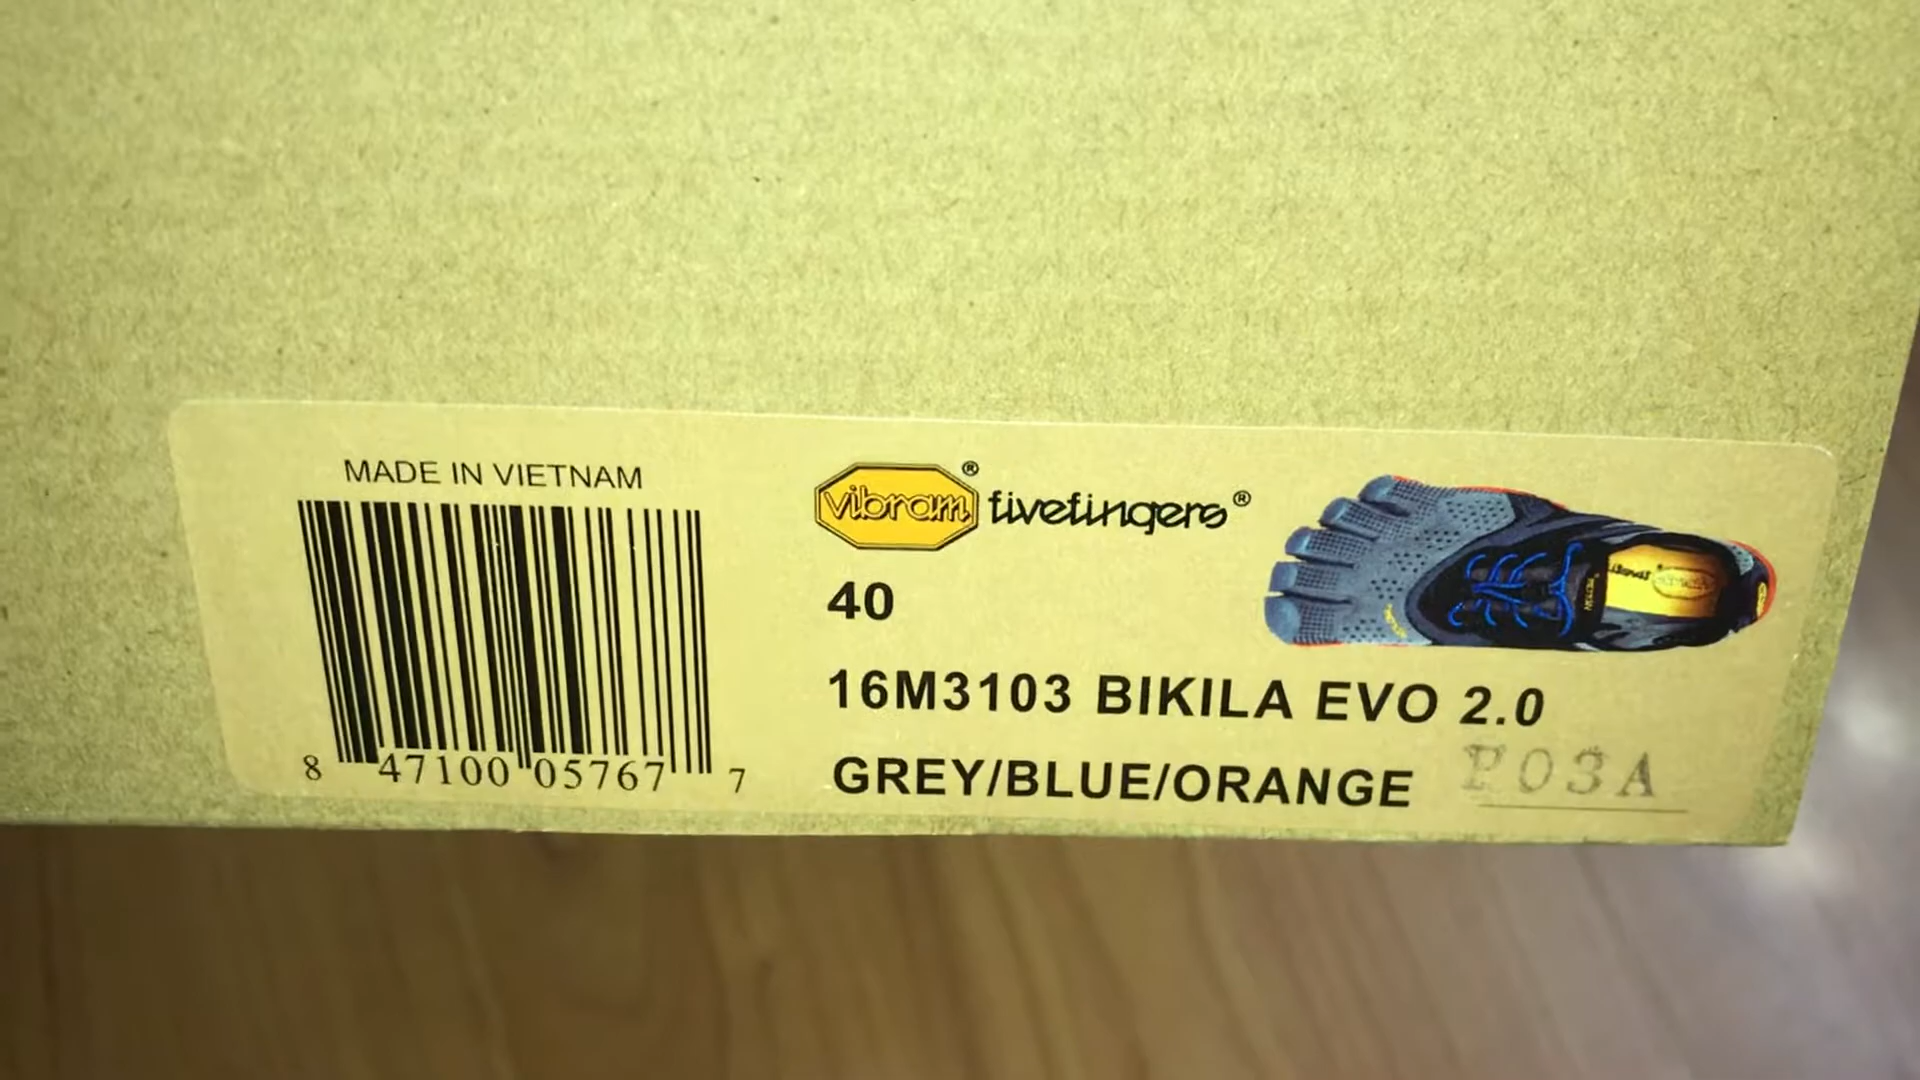 MADE IN VIETNAM
8 47100 05767 7
vibram® fivefingers®
40
16M3103 BIKILA EVO 2.0
GREY/BLUE/ORANGE
P03A